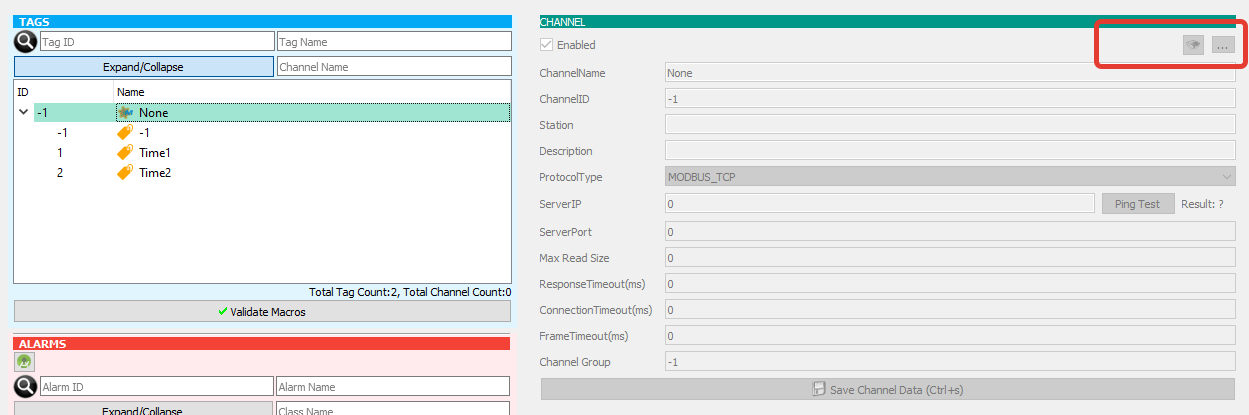 TAGS
Tag ID
Tag Name
Expand/Collapse
Channel Name
ID
Name
-1
None
-1
-1
1
Time1
2
Time2
Total Tag Count:2, Total Channel Count:0
Validate Macros
ALARMS
Alarm ID
Alarm Name
Expand/Collapse
Class Name
CHANNEL
Enabled
...
ChannelName
None
ChannelID
-1
Station
Description
ProtocolType
MODBUS_TCP
ServerIP
0
Ping Test
Result: ?
ServerPort
0
Max Read Size
0
ResponseTimeout(ms)
0
ConnectionTimeout(ms)
0
FrameTimeout(ms)
0
Channel Group
-1
Save Channel Data (Ctrl+s)